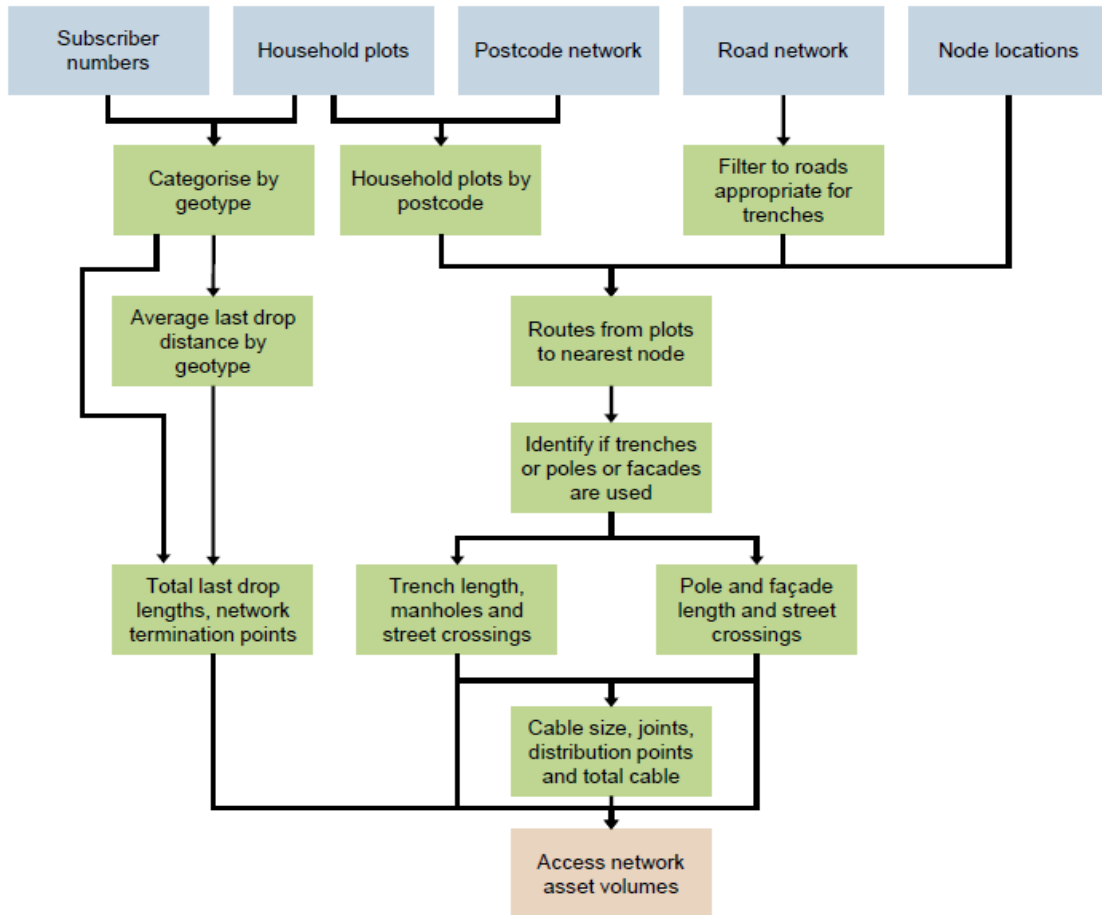 Subscriber
numbers
Household plots
Postcode network
Road network
Node locations
Categorise by
geotype
Household plots by
postcode
Filter to roads
appropriate for
trenches
Average last drop
distance by
geotype
Routes from plots
to nearest node
Identify if trenches
or poles or facades
are used
Total last drop
lengths, network
termination points
Trench length,
manholes and
street crossings
Pole and façade
length and street
crossings
Cable size, joints,
distribution points
and total cable
Access network
asset volumes